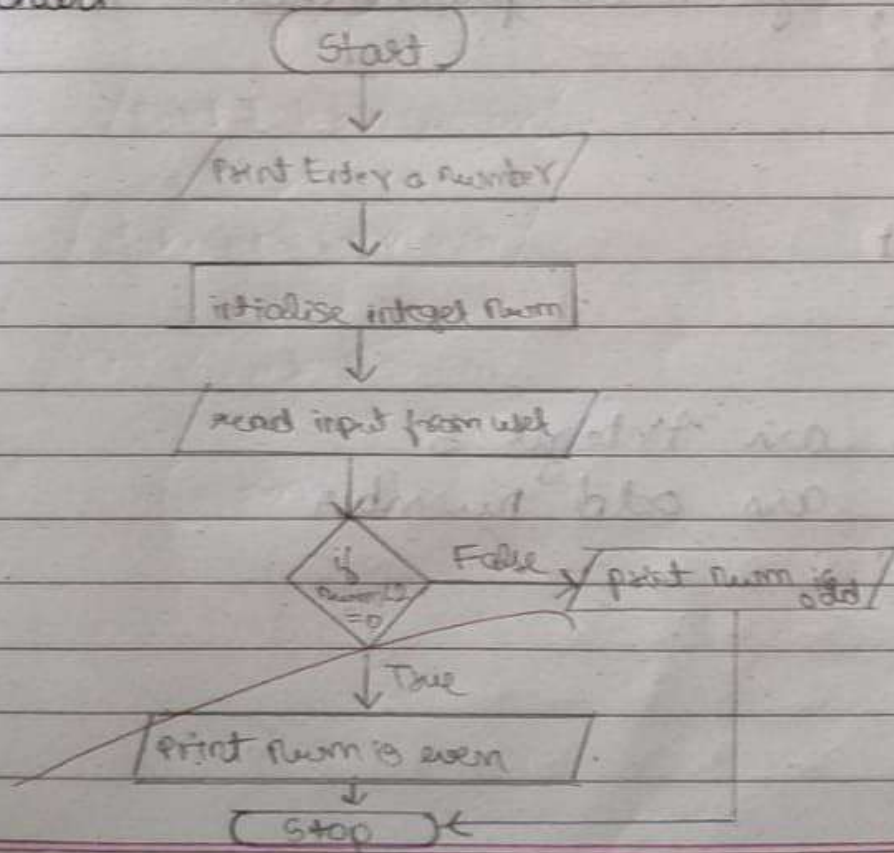 Start
Print Enter a number
intialise integer num
read input from user
if
num%2
=0
False
print num is
odd
True
print num is even
Stop